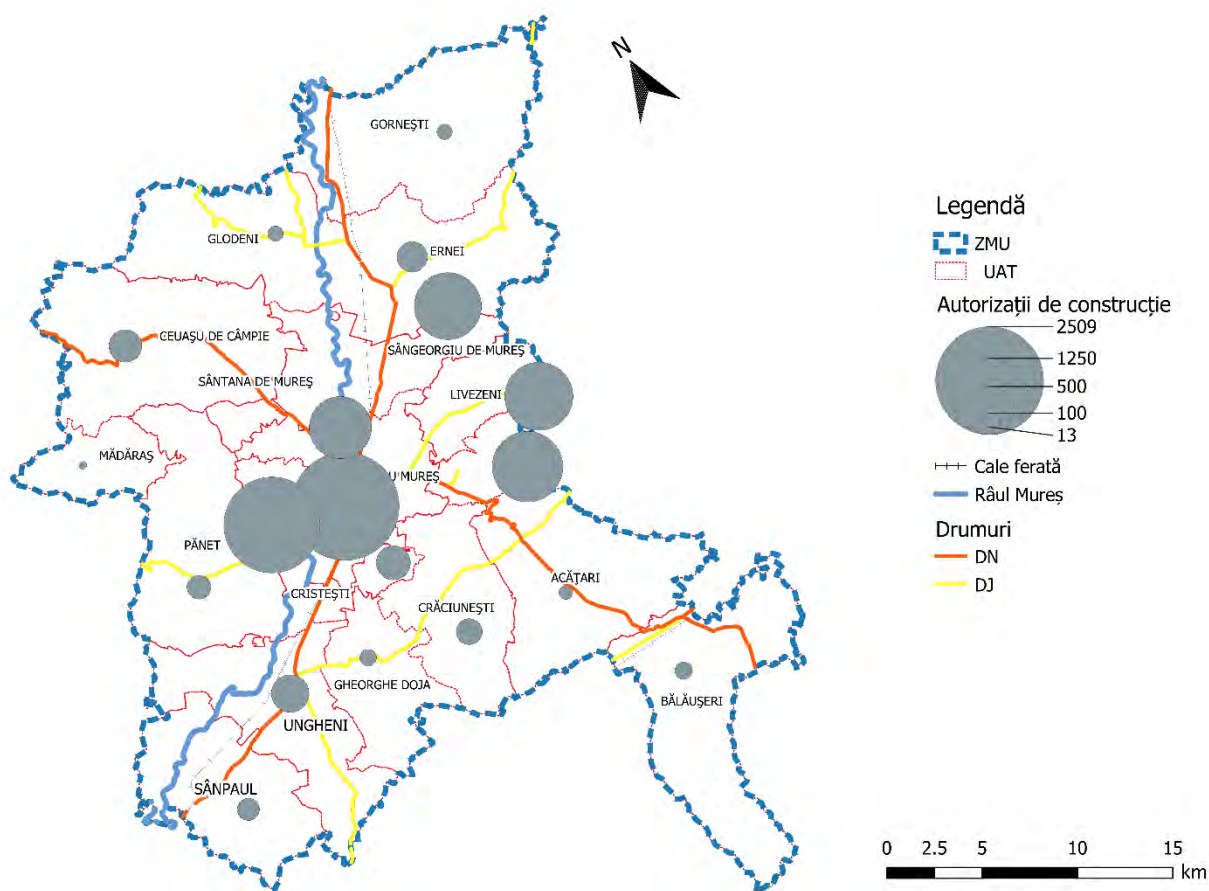 N
GORNEȘTI
GLODENI
ERNEI
CEUAȘU DE CÂMPIE
SÂNGEORGIU DE MUREȘ
SÂNTANA DE MUREȘ
LIVEZENI
MĂDĂRAȘ
U MUREȘ
PĂNET
ACĂȚARI
CRISTEȘTI
CRĂCIUNEȘTI
GHEORGHE DOJA
BĂLĂUȘERI
UNGHENI
SÂNPAUL
Legendă
ZMU
UAT
Autorizații de construcție
2509
1250
500
100
13
Cale ferată
Râul Mureș
Drumuri
DN
DJ
0 2.5 5 10 15
km